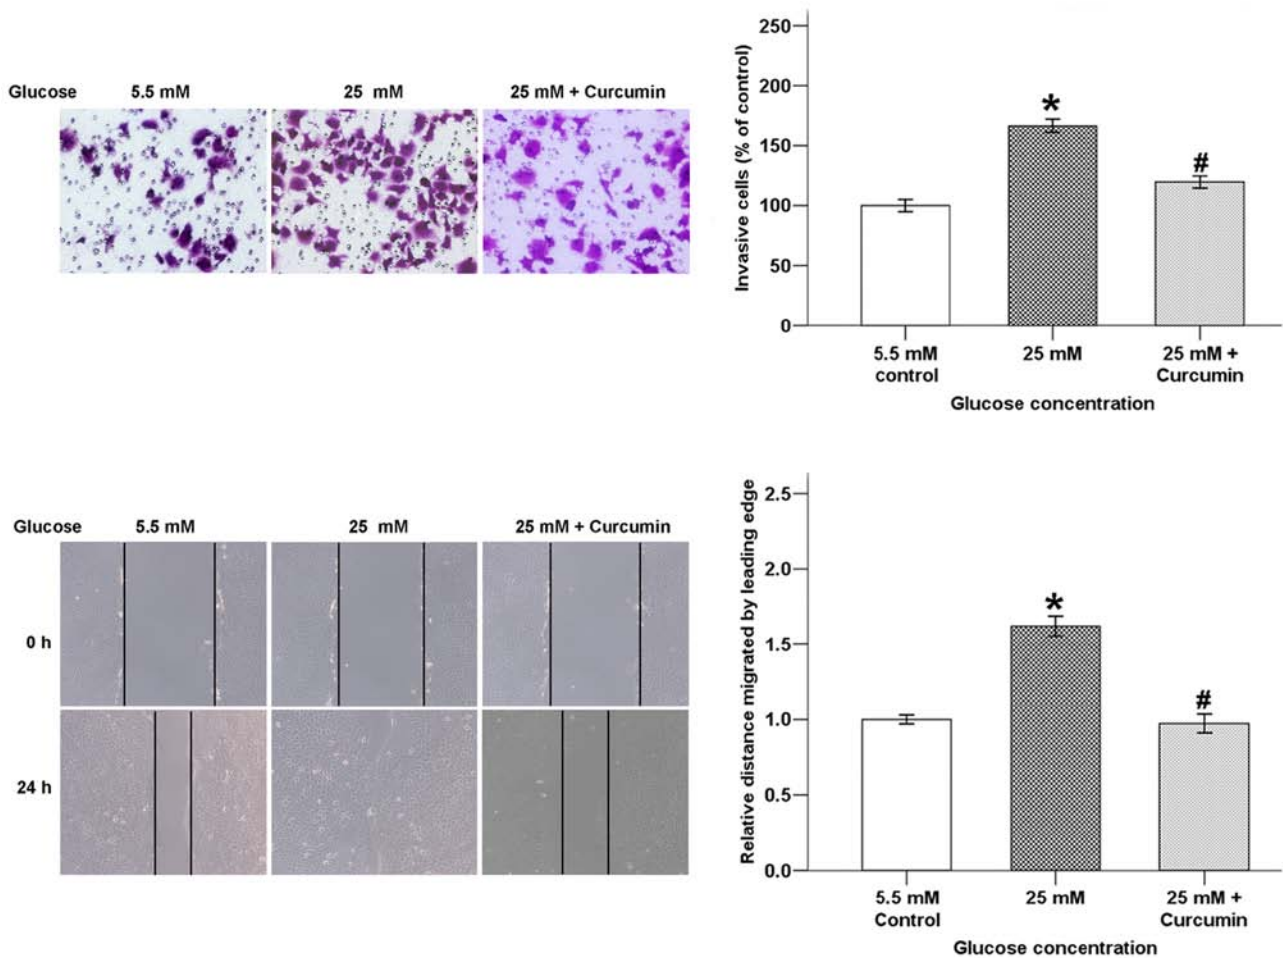 Glucose 5.5 mM 25 mM 25 mM + Curcumin
Invasive cells (% of control)
250
200
150
100
50
0
*
#
5.5 mM
control
25 mM
25 mM +
Curcumin
Glucose concentration
Glucose 5.5 mM 25 mM 25 mM + Curcumin
0 h
24 h
Relative distance migrated by leading edge
2.5
2.0
1.5
1.0
0.5
0.0
*
#
5.5 mM
Control
25 mM
25 mM +
Curcumin
Glucose concentration